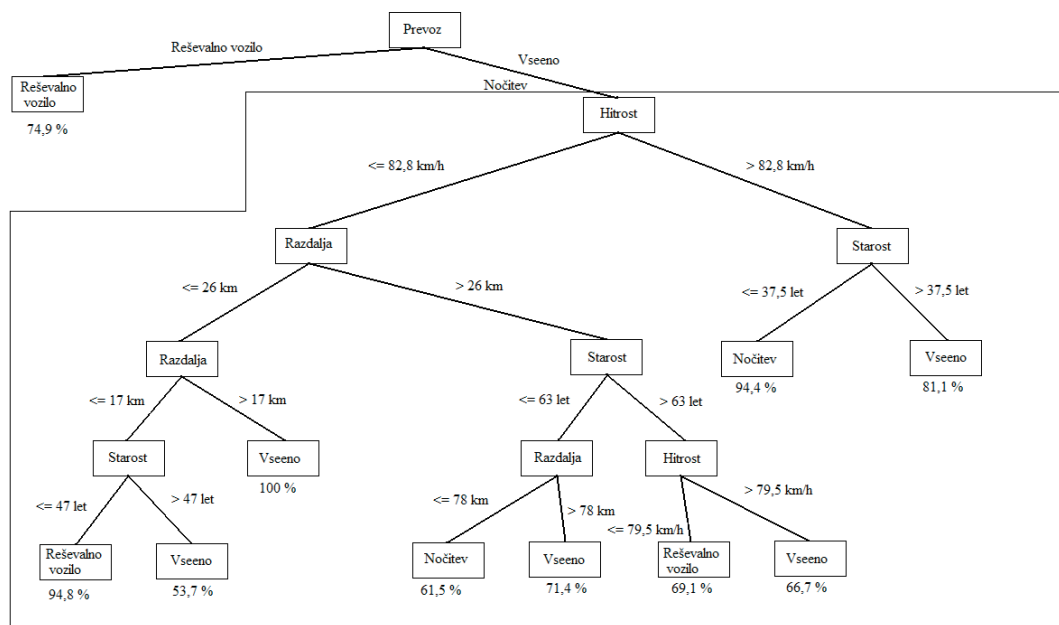 Prevoz
Reševalno vozilo
Vseeno
Reševalno
vozilo
74,9 %
Nočitev
Hitrost
<= 82,8 km/h
> 82,8 km/h
Razdalja
Starost
<= 26 km
> 26 km
<= 37,5 let
> 37,5 let
Razdalja
Starost
Nočitev
Vseeno
94,4 %
81,1 %
<= 17 km
> 17 km
<= 63 let
> 63 let
Starost
Vseeno
Razdalja
Hitrost
100 %
<= 47 let
> 47 let
<= 78 km
> 78 km
<= 79,5 km/h
> 79,5 km/h
Reševalno
vozilo
Vseeno
Nočitev
Vseeno
Reševalno
vozilo
Vseeno
94,8 %
53,7 %
61,5 %
71,4 %
69,1 %
66,7 %